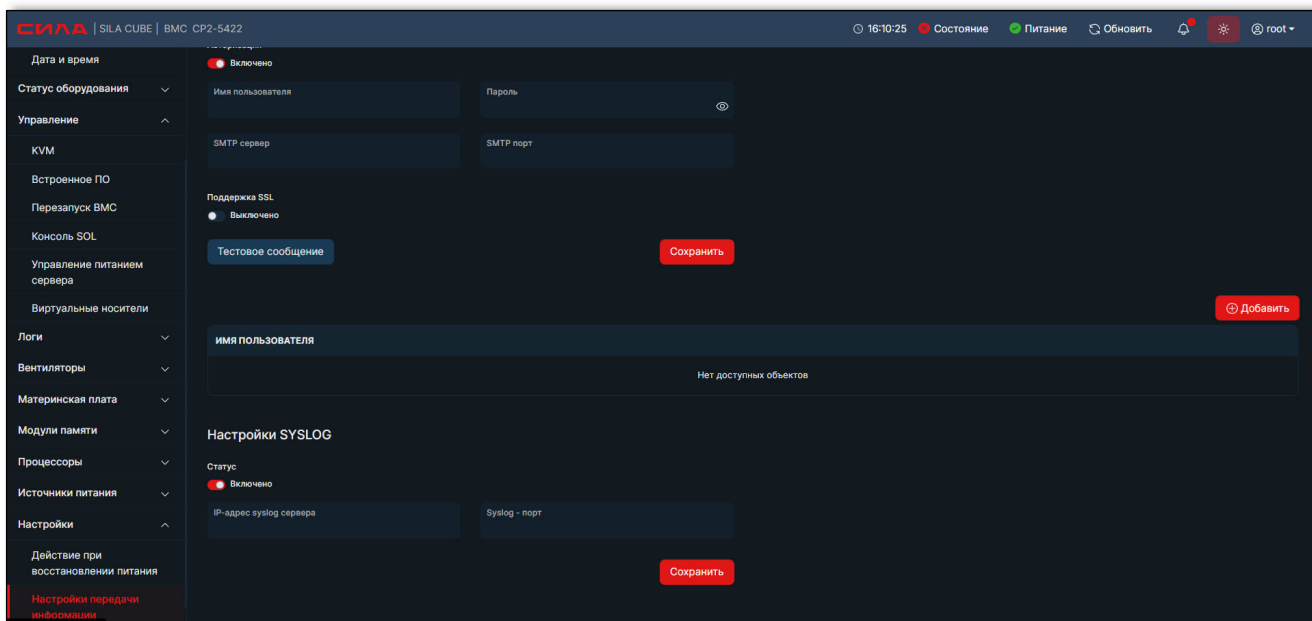 СИЛА | SILA CUBE | BMC CP2-5422
16:10:25 Состояние Питание Обновить root
Дата и время
Статус оборудования
Управление
KVM
Встроенное ПО
Перезапуск BMC
Консоль SOL
Управление питанием
сервера
Виртуальные носители
Логи
Вентиляторы
Материнская плата
Модули памяти
Процессоры
Источники питания
Настройки
Действие при
восстановлении питания
Настройки передачи
информации
Включено
Имя пользователя
Пароль
SMTP сервер
SMTP порт
Поддержка SSL
Выключено
Тестовое сообщение
Сохранить
Добавить
ИМЯ ПОЛЬЗОВАТЕЛЯ
Нет доступных объектов
Настройки SYSLOG
Статус
Включено
IP-адрес syslog сервера
Syslog - порт
Сохранить